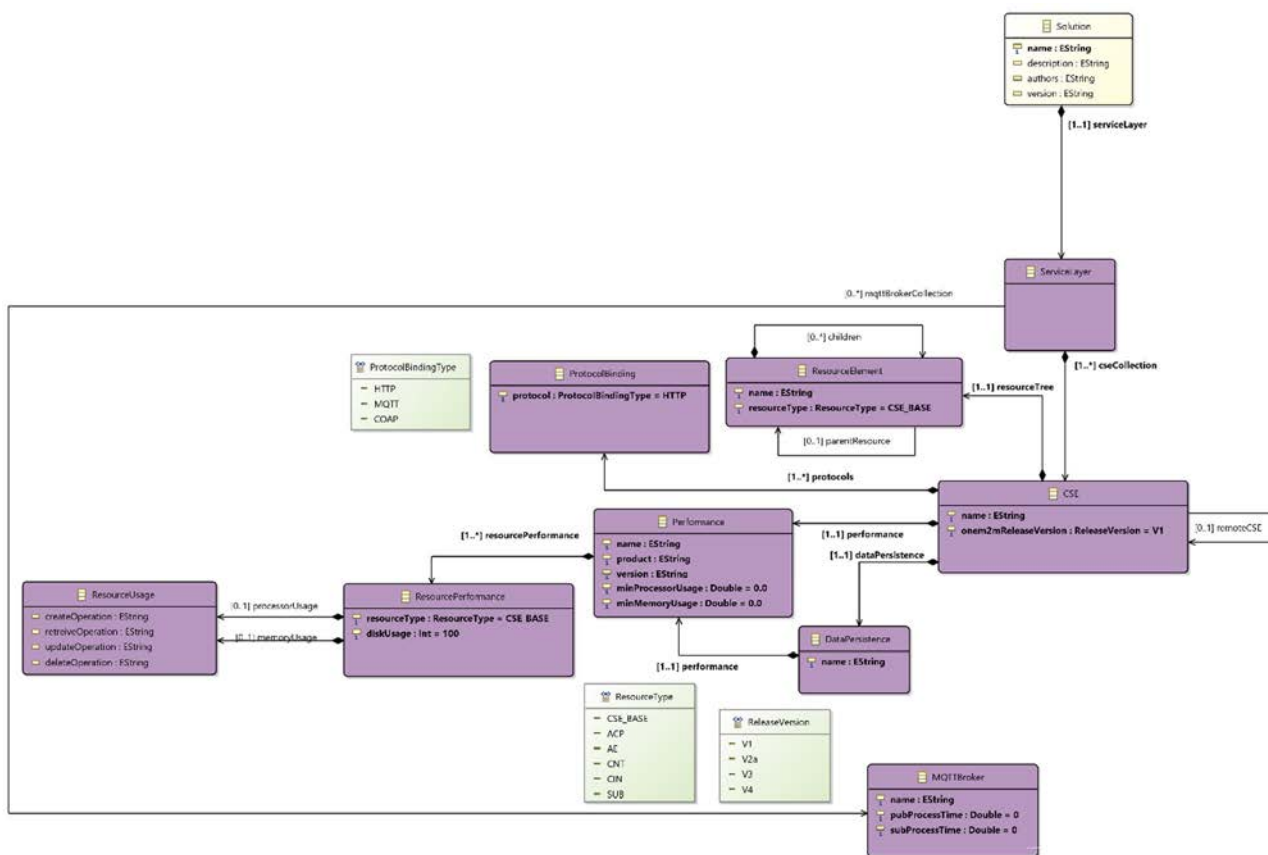 Solution
name : EString
description : EString
authors : EString
version : EString
[1..1] serviceLayer
ServiceLayer
[0..*] mqttBrokerCollection
[1..*] cseCollection
[0..*] children
ProtocolBindingType
HTTP
MQTT
COAP
ProtocolBinding
protocol : ProtocolBindingType = HTTP
ResourceElement
name : EString
resourceType : ResourceType = CSE_BASE
[1..1] resourceTree
[0..1] parentResource
[1..*] protocols
CSE
name : EString
onem2mReleaseVersion : ReleaseVersion = V1
[0..1] remoteCSE
Performance
name : EString
product : EString
version : EString
minProcessorUsage : Double = 0.0
minMemoryUsage : Double = 0.0
[1..1] performance
[1..1] dataPersistence
[1..*] resourcePerformance
ResourceUsage
createOperation : EString
retreiveOperation : EString
updateOperation : EString
deleteOperation : EString
[0..1] processorUsage
[0..1] memoryUsage
ResourcePerformance
resourceType : ResourceType = CSE_BASE
diskUsage : Int = 100
DataPersistence
name : EString
[1..1] performance
ResourceType
CSE_BASE
ACP
AE
CNT
CIN
SUB
ReleaseVersion
V1
V2a
V3
V4
MQTTBroker
name : EString
pubProcessTime : Double = 0
subProcessTime : Double = 0